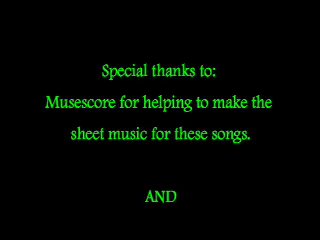 Special thanks to:
Musescore for helping to make the
sheet music for these songs.
AND